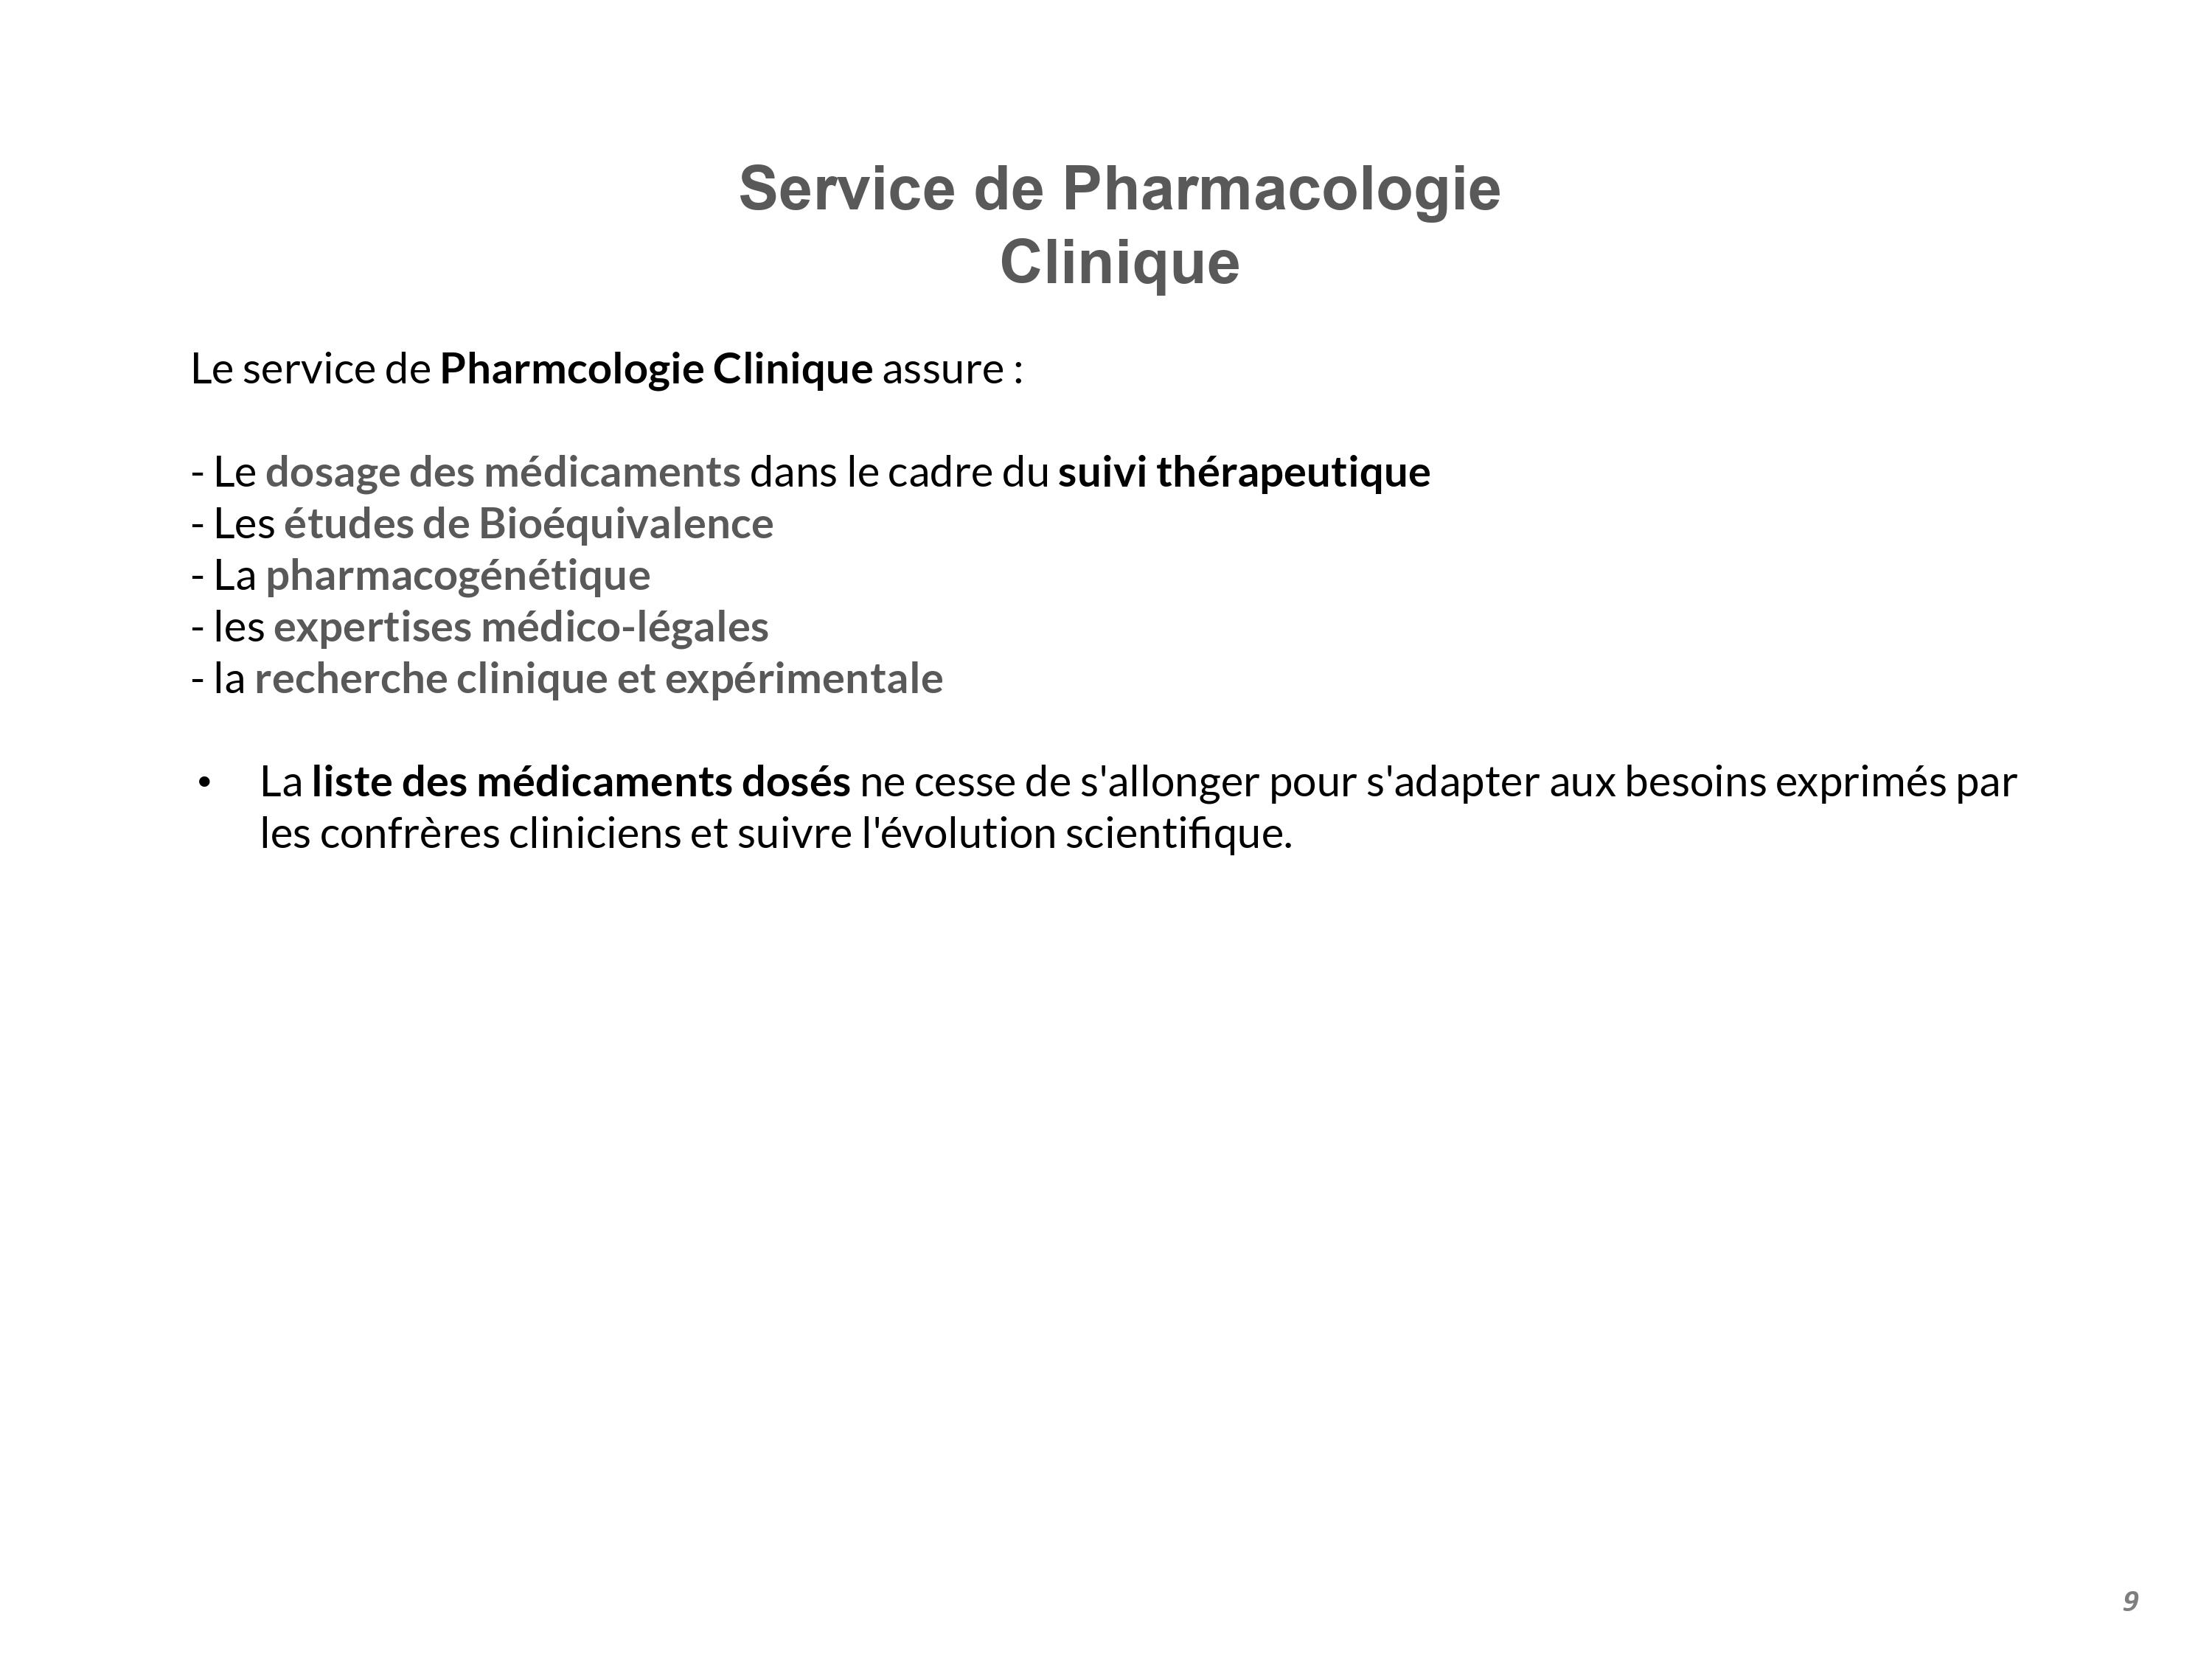 Service de Pharmacologie
Clinique
Le service de Pharmcologie Clinique assure :
- Le dosage des médicaments dans le cadre du suivi thérapeutique
- Les études de Bioéquivalence
- La pharmacogénétique
- les expertises médico-légales
- la recherche clinique et expérimentale
• La liste des médicaments dosés ne cesse de s'allonger pour s'adapter aux besoins exprimés par
les confrères cliniciens et suivre l'évolution scientifique.
9